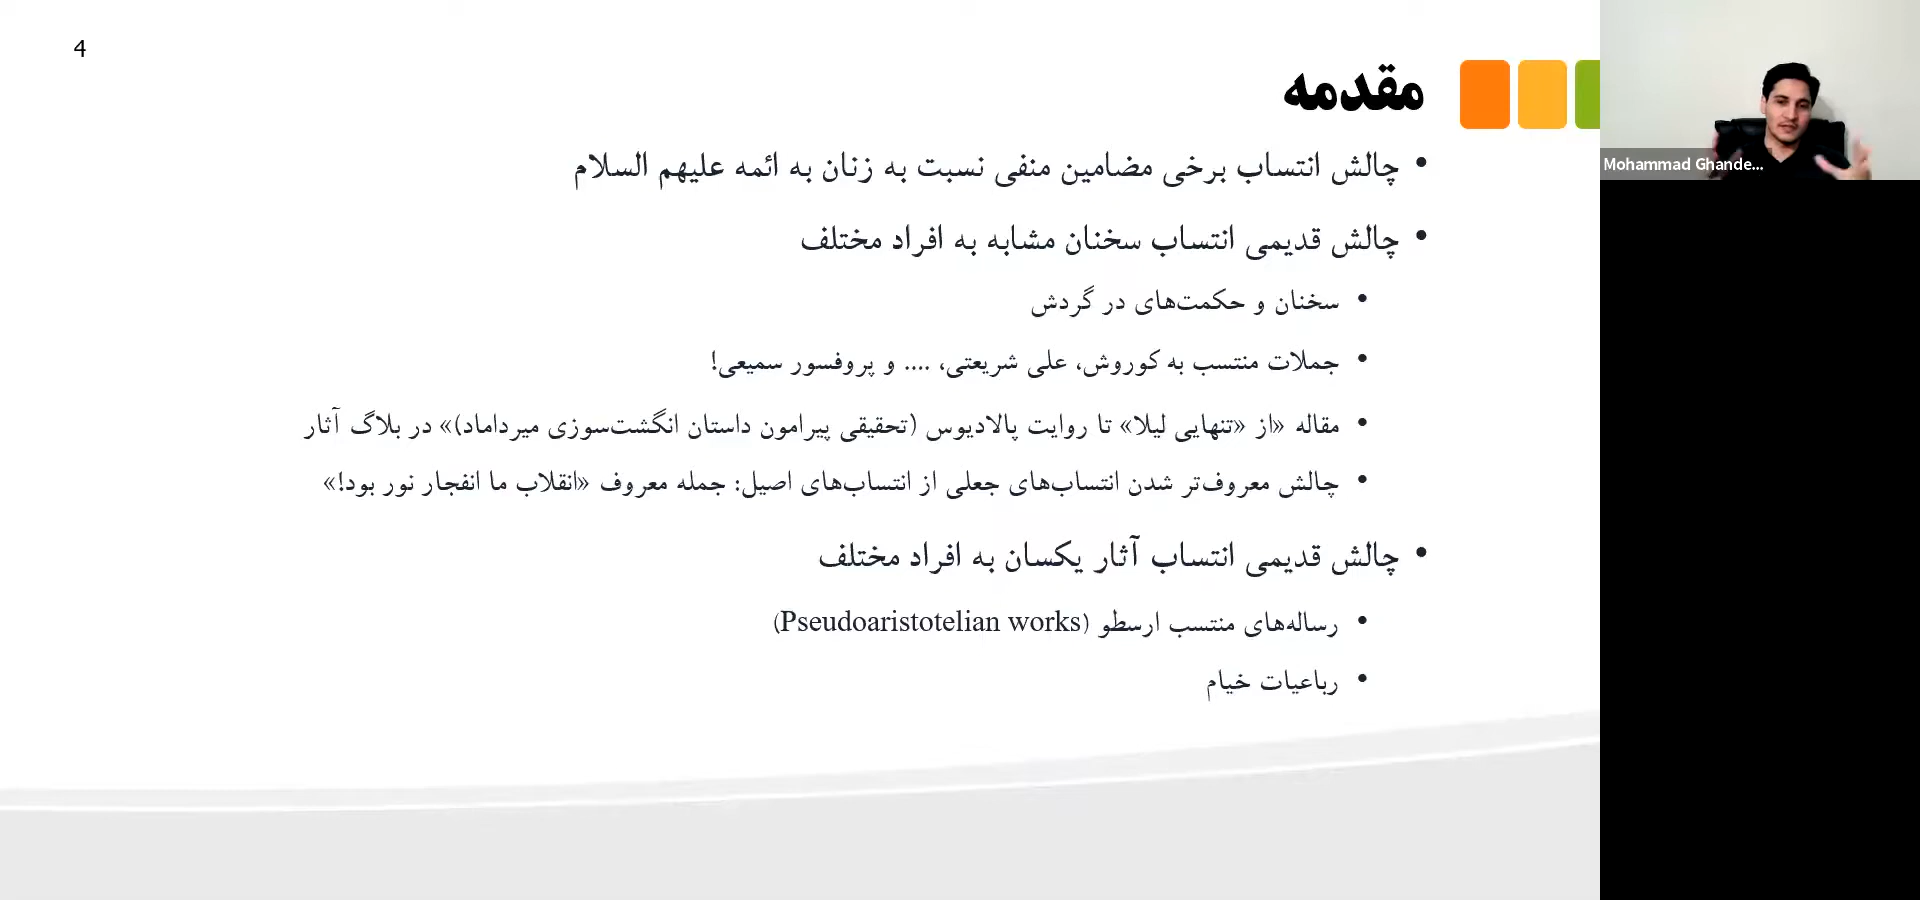 4
مقدمه
• چالش انتساب برخی مضامین منفی نسبت به زنان به ائمه علیهم السلام
• چالش قدیمی انتساب سخنان مشابه به افراد مختلف
• سخنان و حکمت‌های در گردش
• جملات منتسب به کوروش، علی شریعتی، .... و پروفسور سمیعی!
• مقاله «از «تنهایی لیلا» تا روایت پالادیوس (تحقیقی پیرامون داستان انگشت‌سوزی میرداماد)» در بلاگ آثار
• چالش معروف‌تر شدن انتساب‌های جعلی از انتساب‌های اصیل: جمله معروف «انقلاب ما انفجار نور بود!»
• چالش قدیمی انتساب آثار یکسان به افراد مختلف
• رساله‌های منتسب ارسطو (Pseudoaristotelian works)
• رباعیات خیام
Mohammad Ghande...